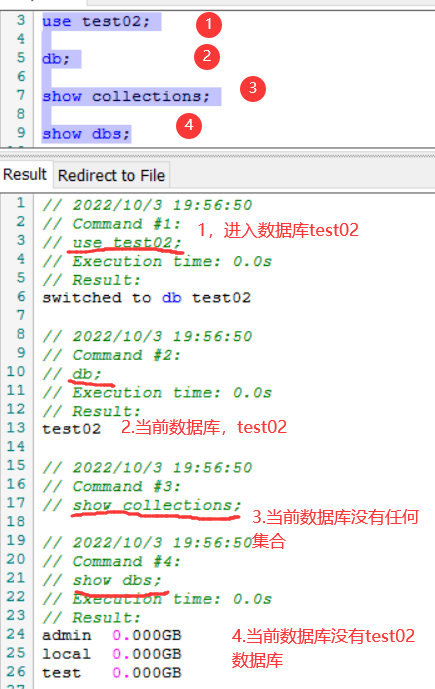 3 use test02; 1
4
5 db; 2
6
7 show collections; 3
8
9 show dbs; 4
Result Redirect to File
1 // 2022/10/3 19:56:50
2 // Command #1:
3 // use test02; 1，进入数据库test02
4 // Execution time: 0.0s
5 // Result:
6 switched to db test02
7
8 // 2022/10/3 19:56:50
9 // Command #2:
10 // db;
11 // Execution time: 0.0s
12 // Result:
13 test02 2.当前数据库，test02
14
15 // 2022/10/3 19:56:50
16 // Command #3:
17 // show collections;
18 3.当前数据库没有任何
集合
19 // 2022/10/3 19:56:50
20 // Command #4:
21 // show dbs;
22 // Execution time: 0.0s
23 // Result:
24 admin 0.000GB 4.当前数据库没有test02
25 local 0.000GB 数据库
26 test 0.000GB